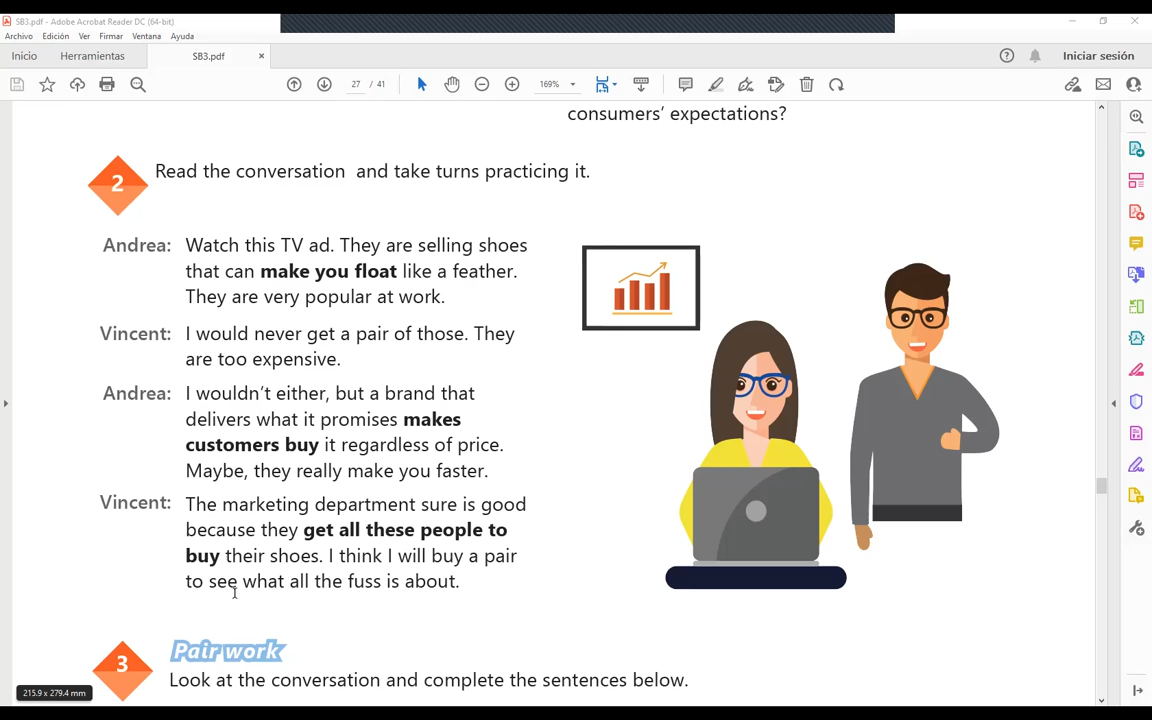 SB3.pdf - Adobe Acrobat Reader DC (64-bit)
Archivo Edición Ver Firmar Ventana Ayuda
Inicio Herramientas SB3.pdf × Iniciar sesión
27 / 41 169%
consumers' expectations?
2 Read the conversation and take turns practicing it.
Andrea: Watch this TV ad. They are selling shoes
that can make you float like a feather.
They are very popular at work.
Vincent: I would never get a pair of those. They
are too expensive.
Andrea: I wouldn't either, but a brand that
delivers what it promises makes
customers buy it regardless of price.
Maybe, they really make you faster.
Vincent: The marketing department sure is good
because they get all these people to
buy their shoes. I think I will buy a pair
to see what all the fuss is about.
3 Pair work
Look at the conversation and complete the sentences below.
215.9 x 279.4 mm